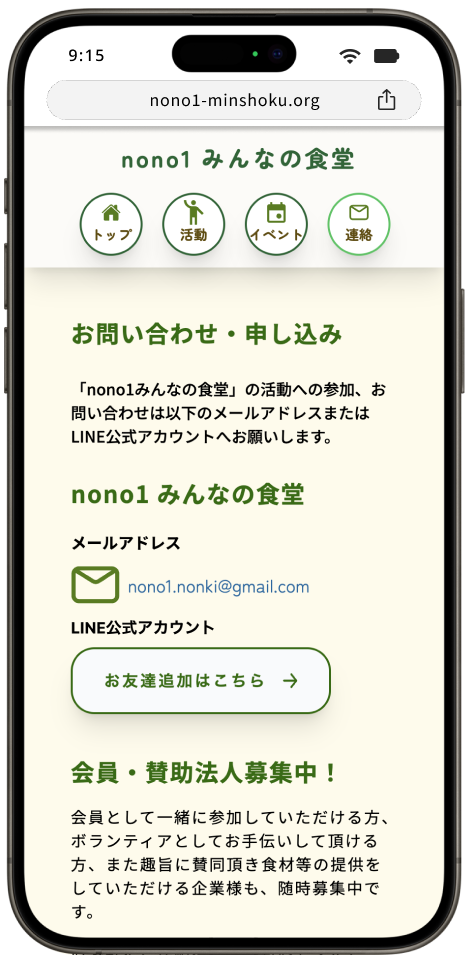 9:15
nono1-minshoku.org
nono1 みんなの食堂
トップ 活動 イベント 連絡
お問い合わせ・申し込み
「nono1みんなの食堂」の活動への参加、お
問い合わせは以下のメールアドレスまたは
LINE公式アカウントへお願いします。
nono1 みんなの食堂
メールアドレス
nono1.nonki@gmail.com
LINE公式アカウント
お友達追加はこちら →
会員・賛助法人募集中！
会員として一緒に参加していただける方、
ボランティアとしてお手伝いして頂ける
方、また趣旨に賛同頂き食材等の提供を
していただける企業様も、随時募集中で
す。